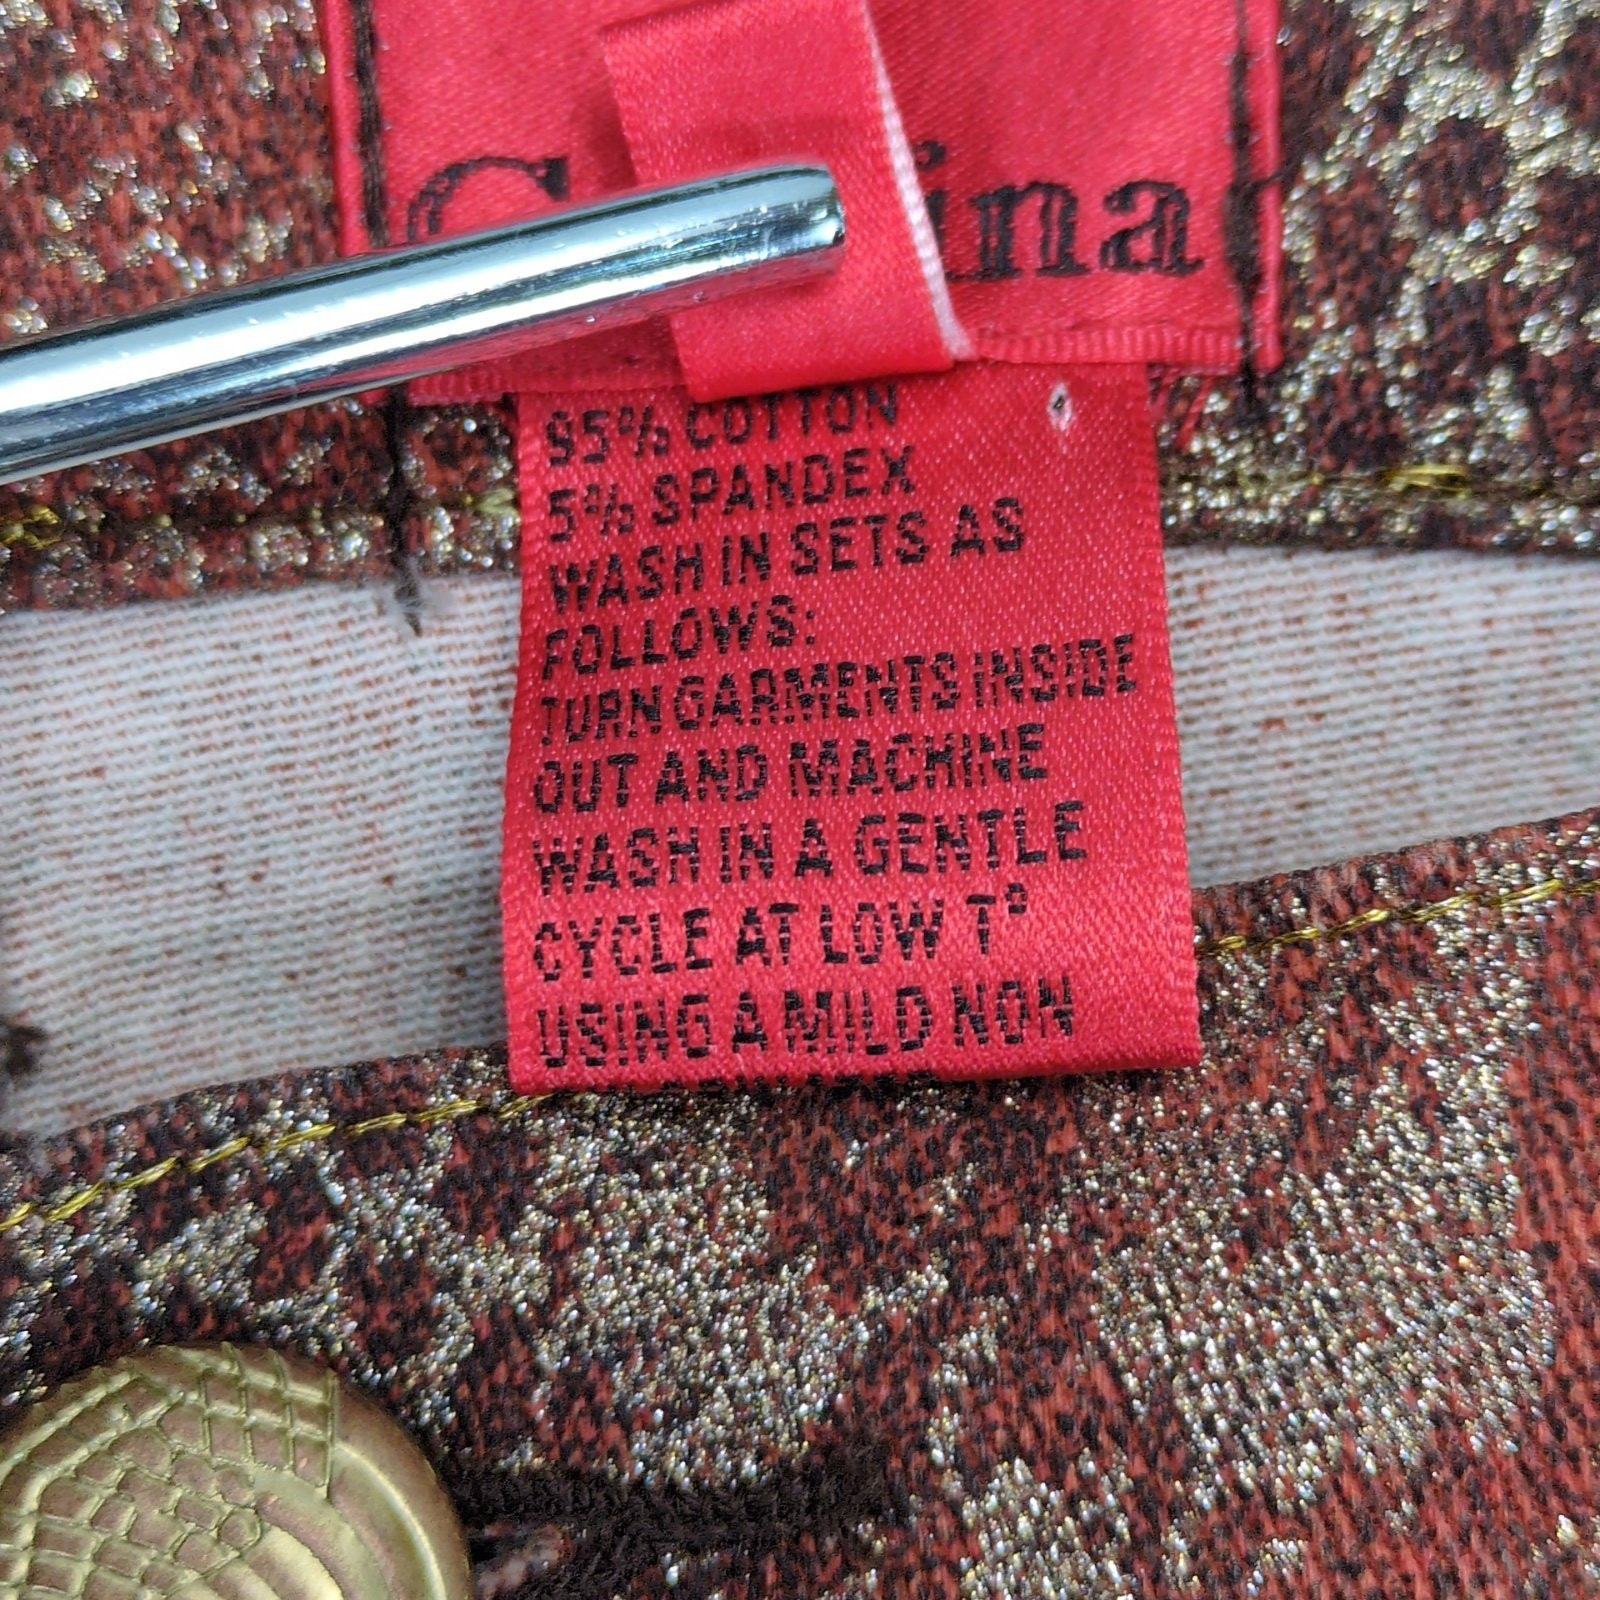 95% COTTON
5% SPANDEX
WASH IN SETS AS
FOLLOWS:
TURN GARMENTS INSIDE
OUT AND MACHINE
WASH IN A GENTLE
CYCLE AT LOW T°
USING A MILD NON